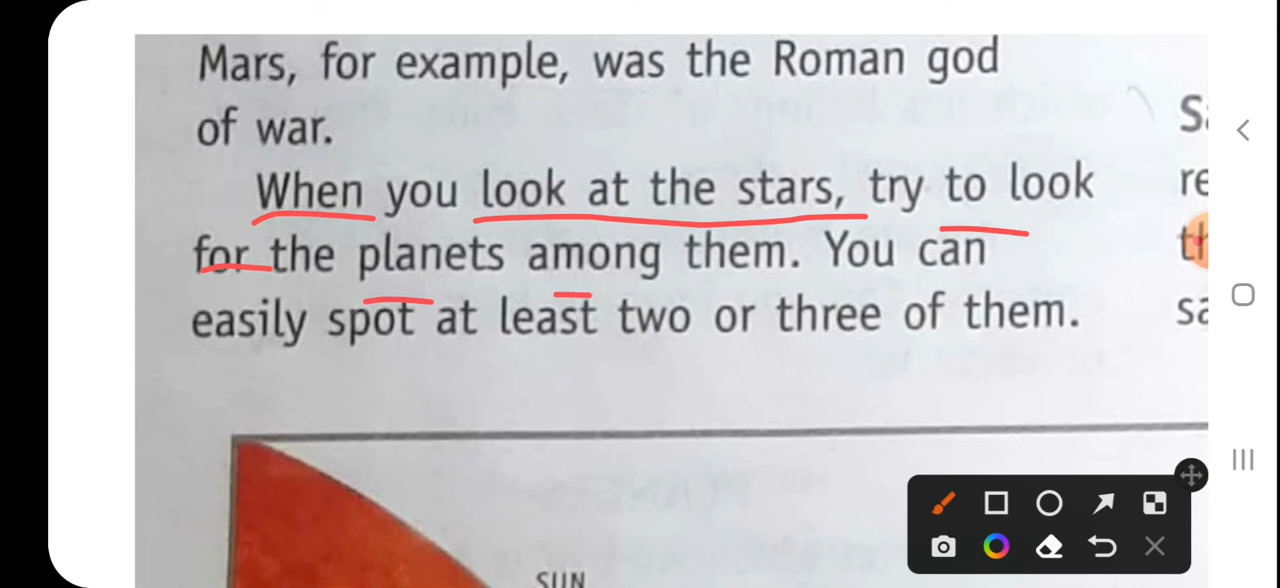 Mars, for example, was the Roman god
of war.
When you look at the stars, try to look
for the planets among them. You can
easily spot at least two or three of them.
SUN